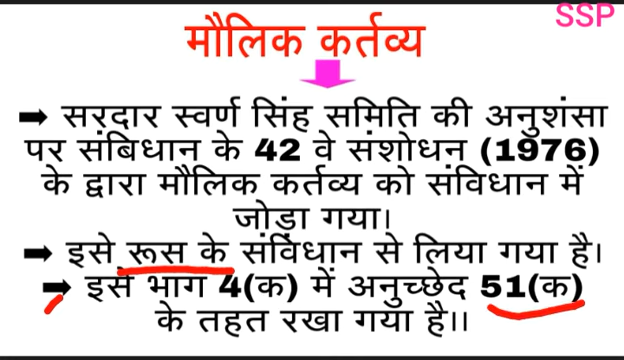 SSP
मौलिक कर्तव्य
➡ सरदार स्वर्ण सिंह समिति की अनुशंसा
पर संबिधान के 42 वे संशोधन (1976)
के द्वारा मौलिक कर्तव्य को संविधान में
जोड़ा गया।
➡ इसे रूस के संविधान से लिया गया है।
➡ इसे भाग 4(क) में अनुच्छेद 51(क)
के तहत रखा गया है।।